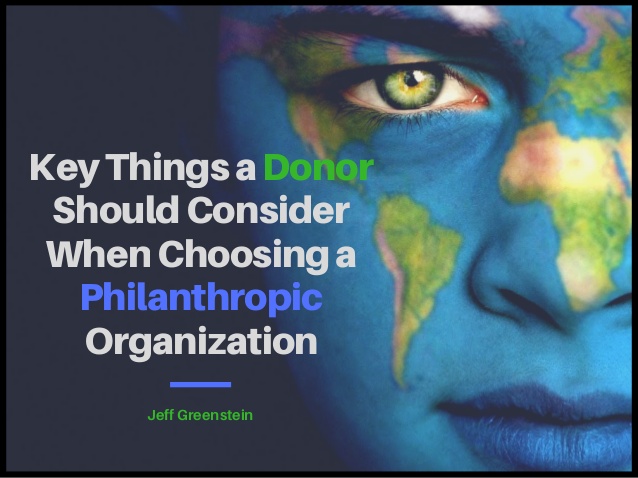 Key Things a Donor
Should Consider
When Choosing a
Philanthropic
Organization
Jeff Greenstein